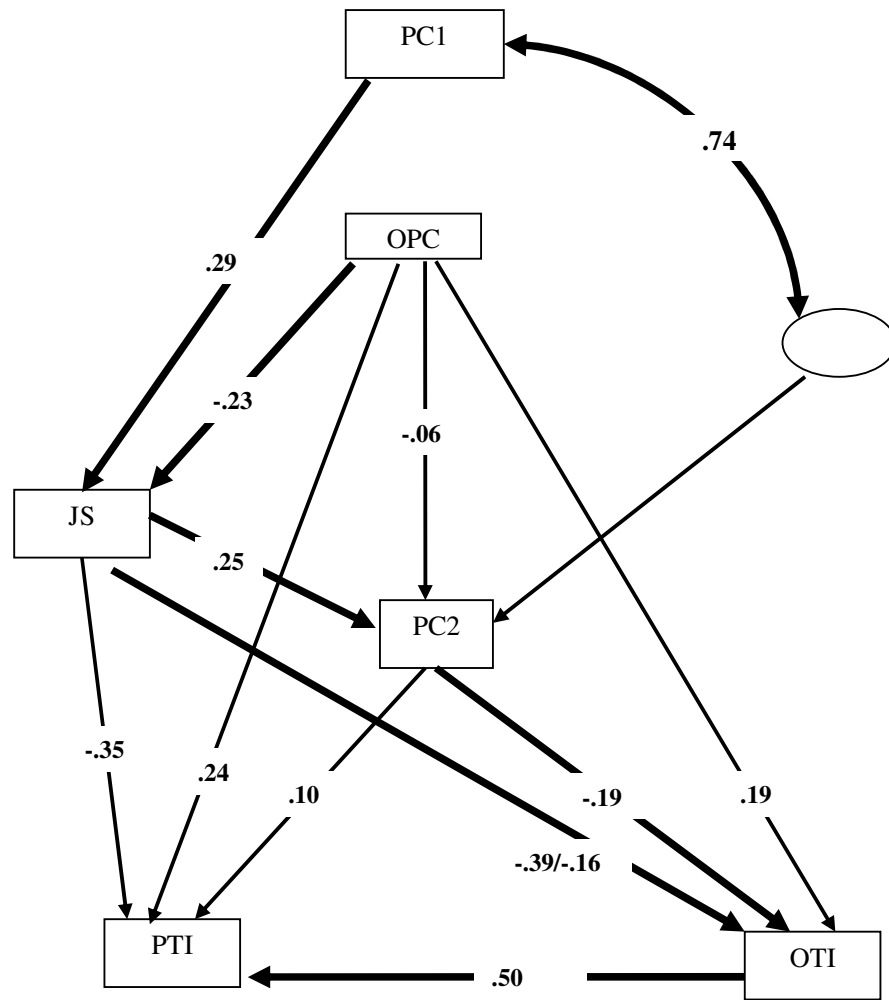 PC1
.74
OPC
.29
-.23
-.06
JS
.25
PC2
-.35
.24
.10
-.19
.19
-.39/-.16
PTI
OTI
.50